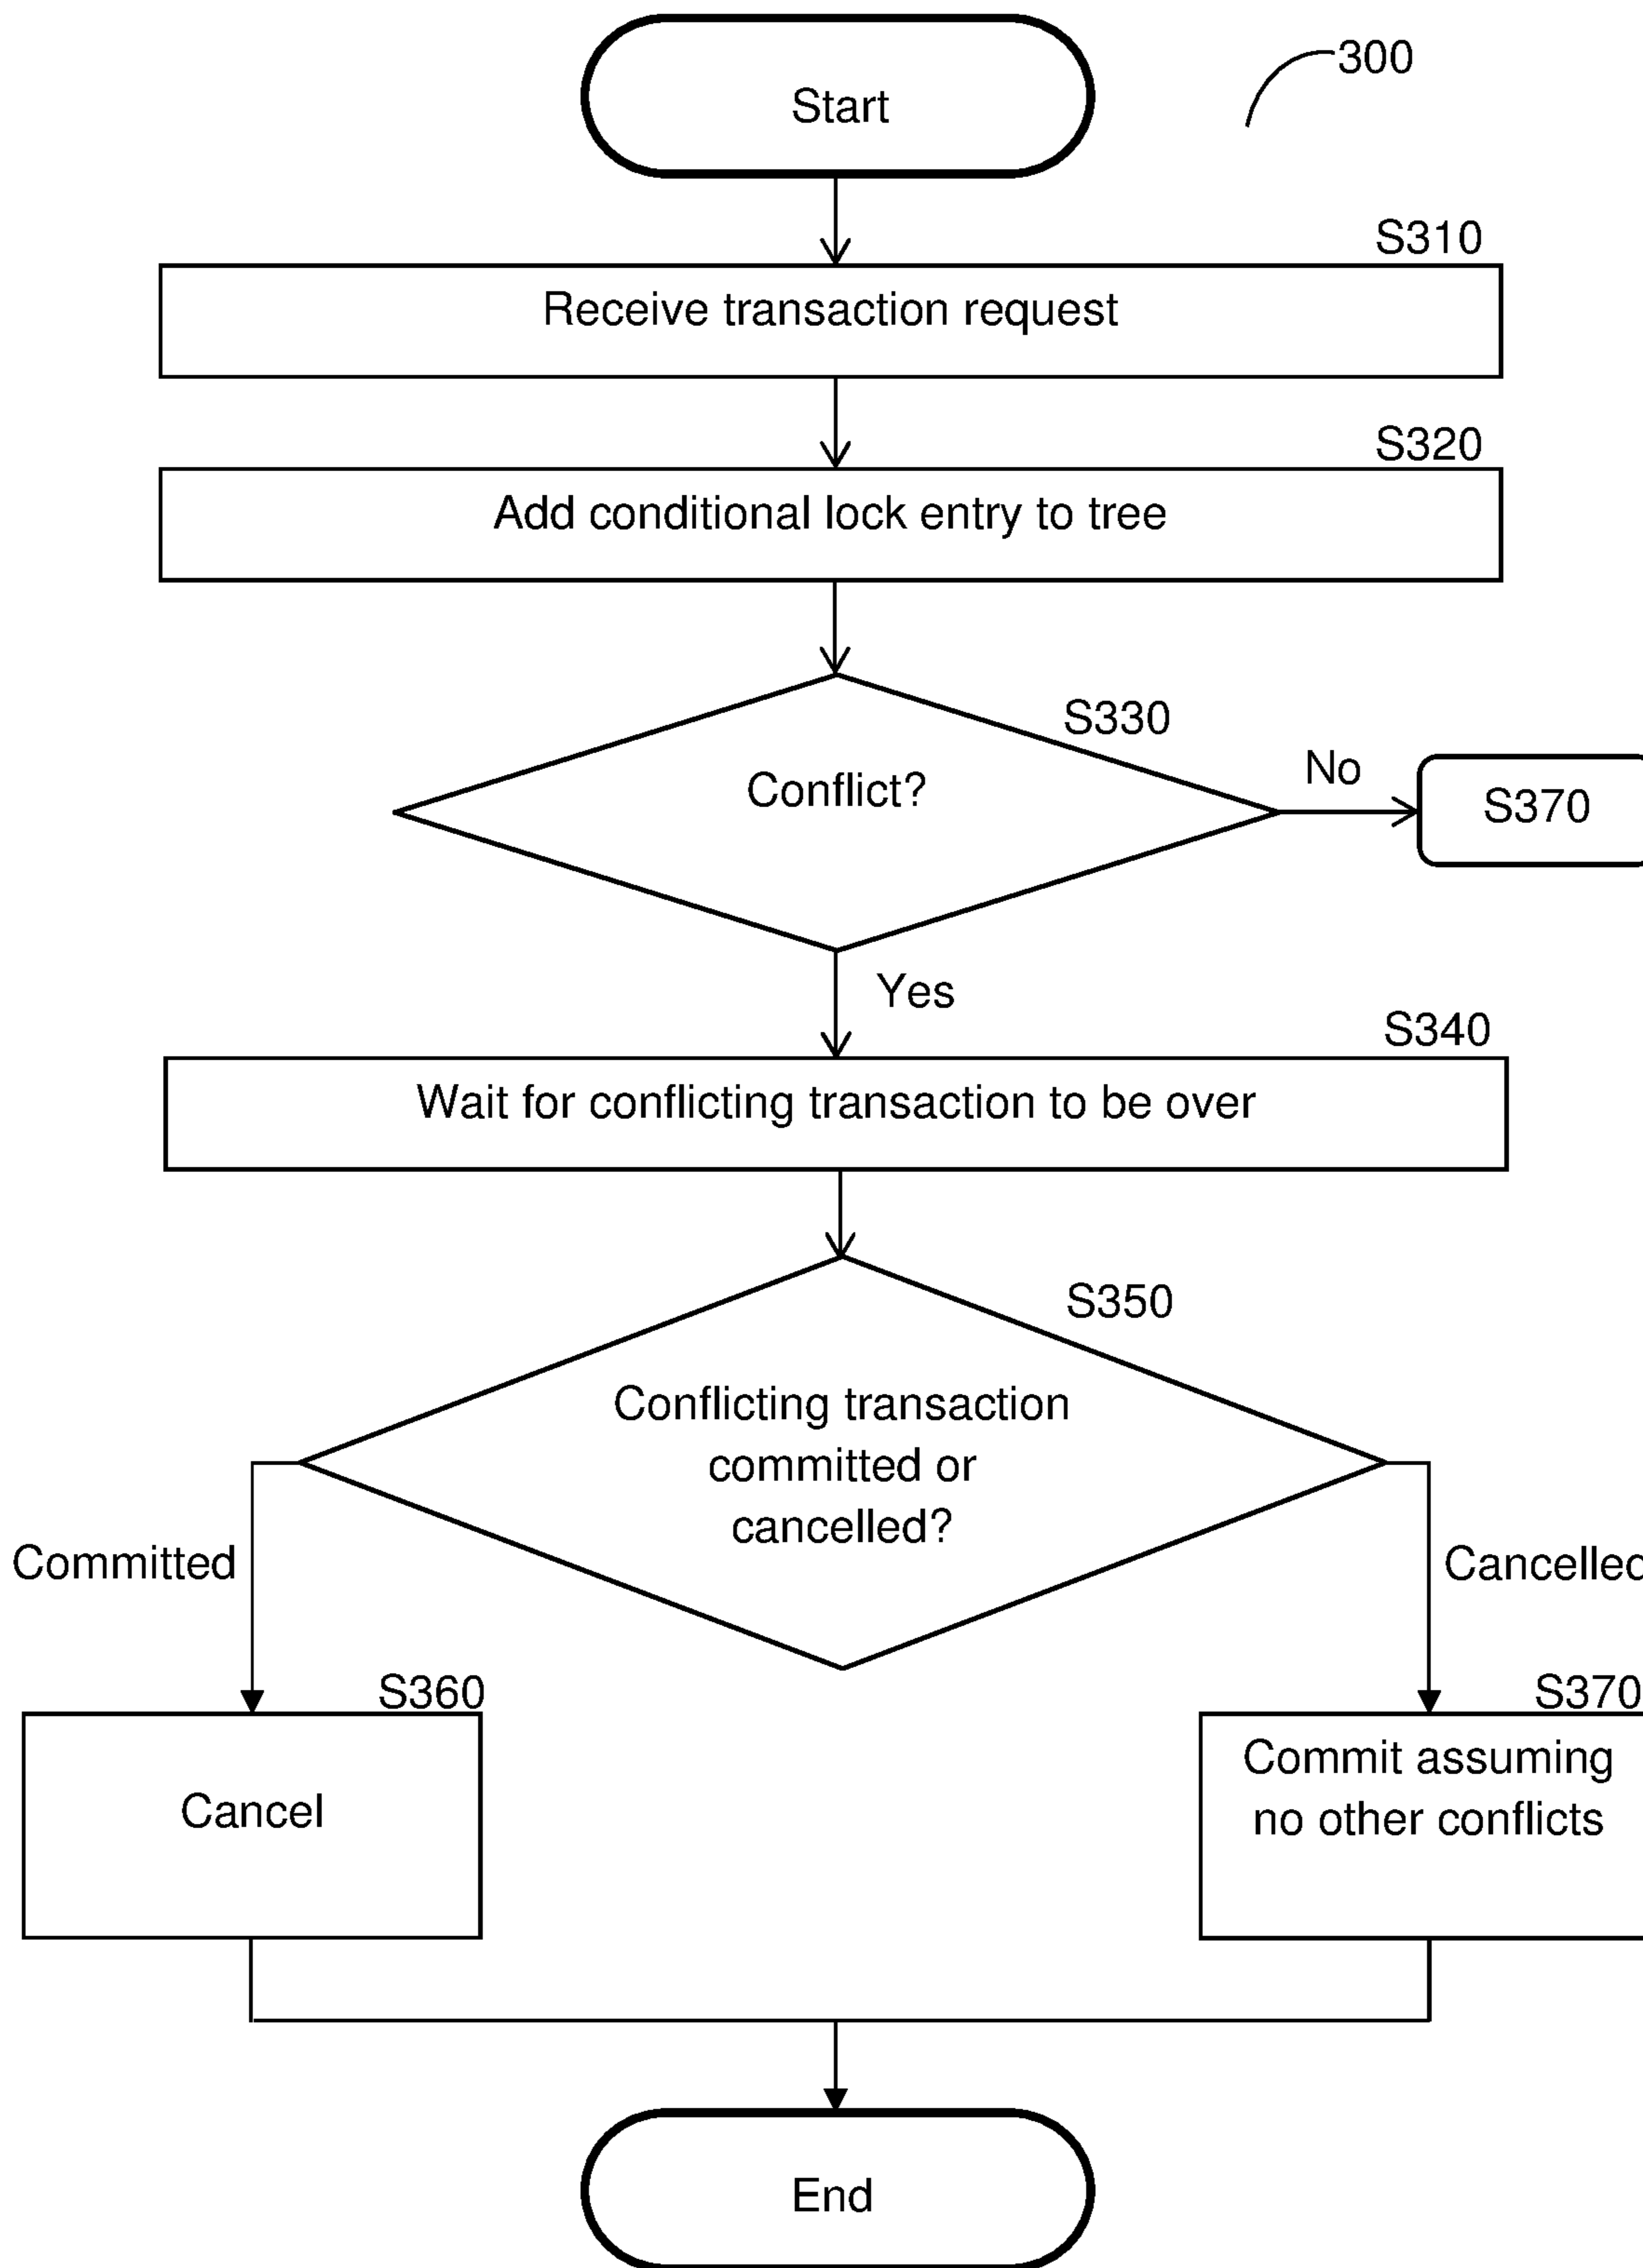 Start
300
S310
Receive transaction request
S320
Add conditional lock entry to tree
S330
Conflict?
No
S370
Yes
S340
Wait for conflicting transaction to be over
S350
Conflicting transaction
committed or
cancelled?
Committed
Cancelled
S360
S370
Cancel
Commit assuming
no other conflicts
End